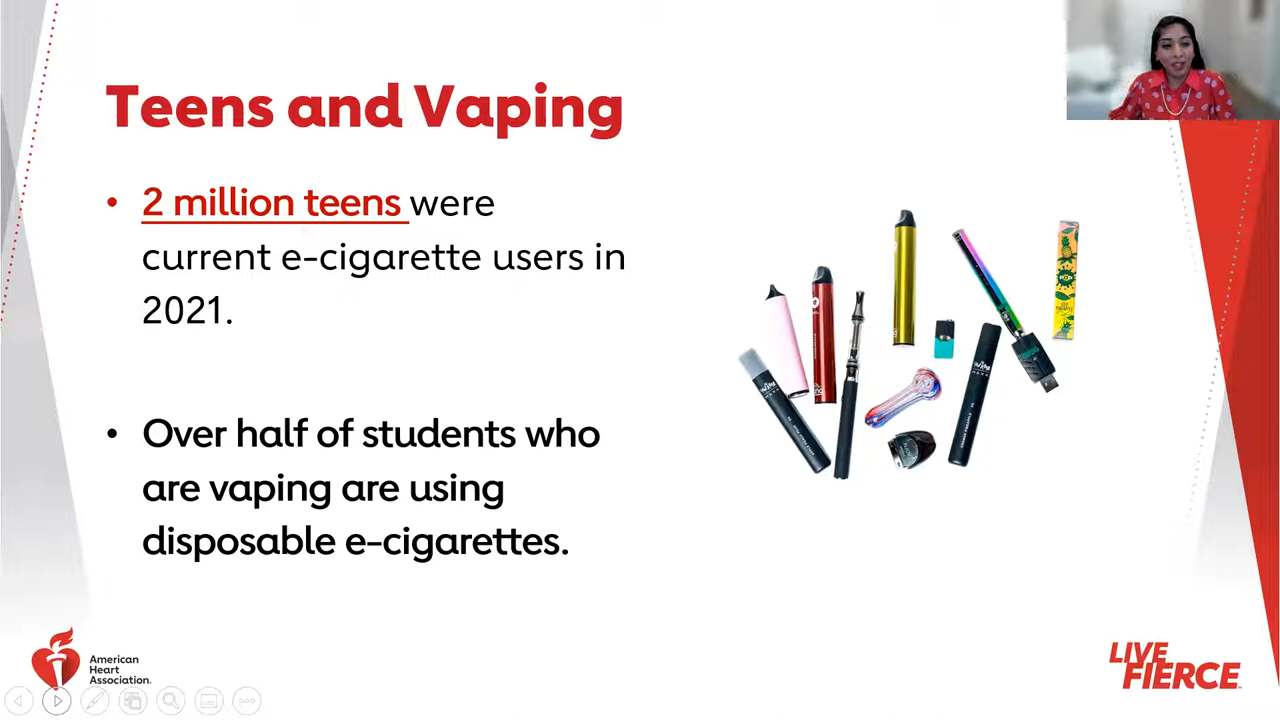 Teens and Vaping
• 2 million teens were
current e-cigarette users in
2021.
• Over half of students who
are vaping are using
disposable e-cigarettes.
American
Heart
Association.
LIVE
FIERCE